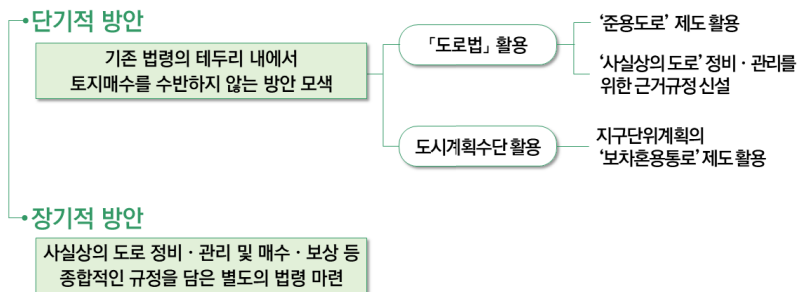 단기적 방안
기존 법령의 테두리 내에서
토지매수를 수반하지 않는 방안 모색
「도로법」 활용
‘준용도로’ 제도 활용
‘사실상의 도로’ 정비 · 관리를
위한 근거규정 신설
도시계획수단 활용
지구단위계획의
‘보차혼용통로’ 제도 활용
장기적 방안
사실상의 도로 정비 · 관리 및 매수 · 보상 등
종합적인 규정을 담은 별도의 법령 마련